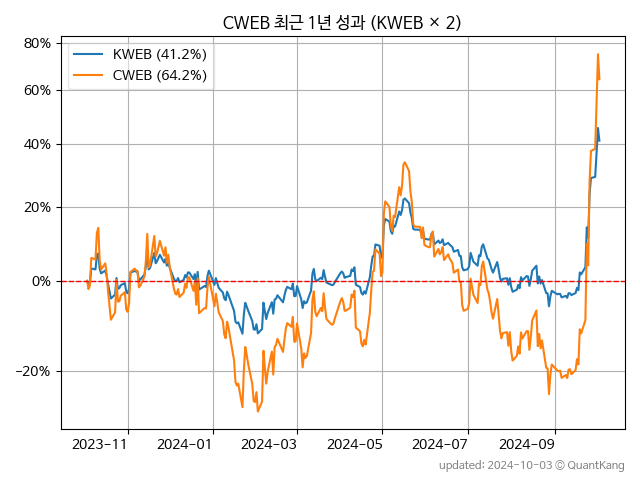 CWEB 최근 1년 성과 (KWEB × 2)
80%
60%
40%
20%
0%
−20%
KWEB (41.2%)
CWEB (64.2%)
2023-11 2024-01 2024-03 2024-05 2024-07 2024-09
updated: 2024-10-03 © QuantKang